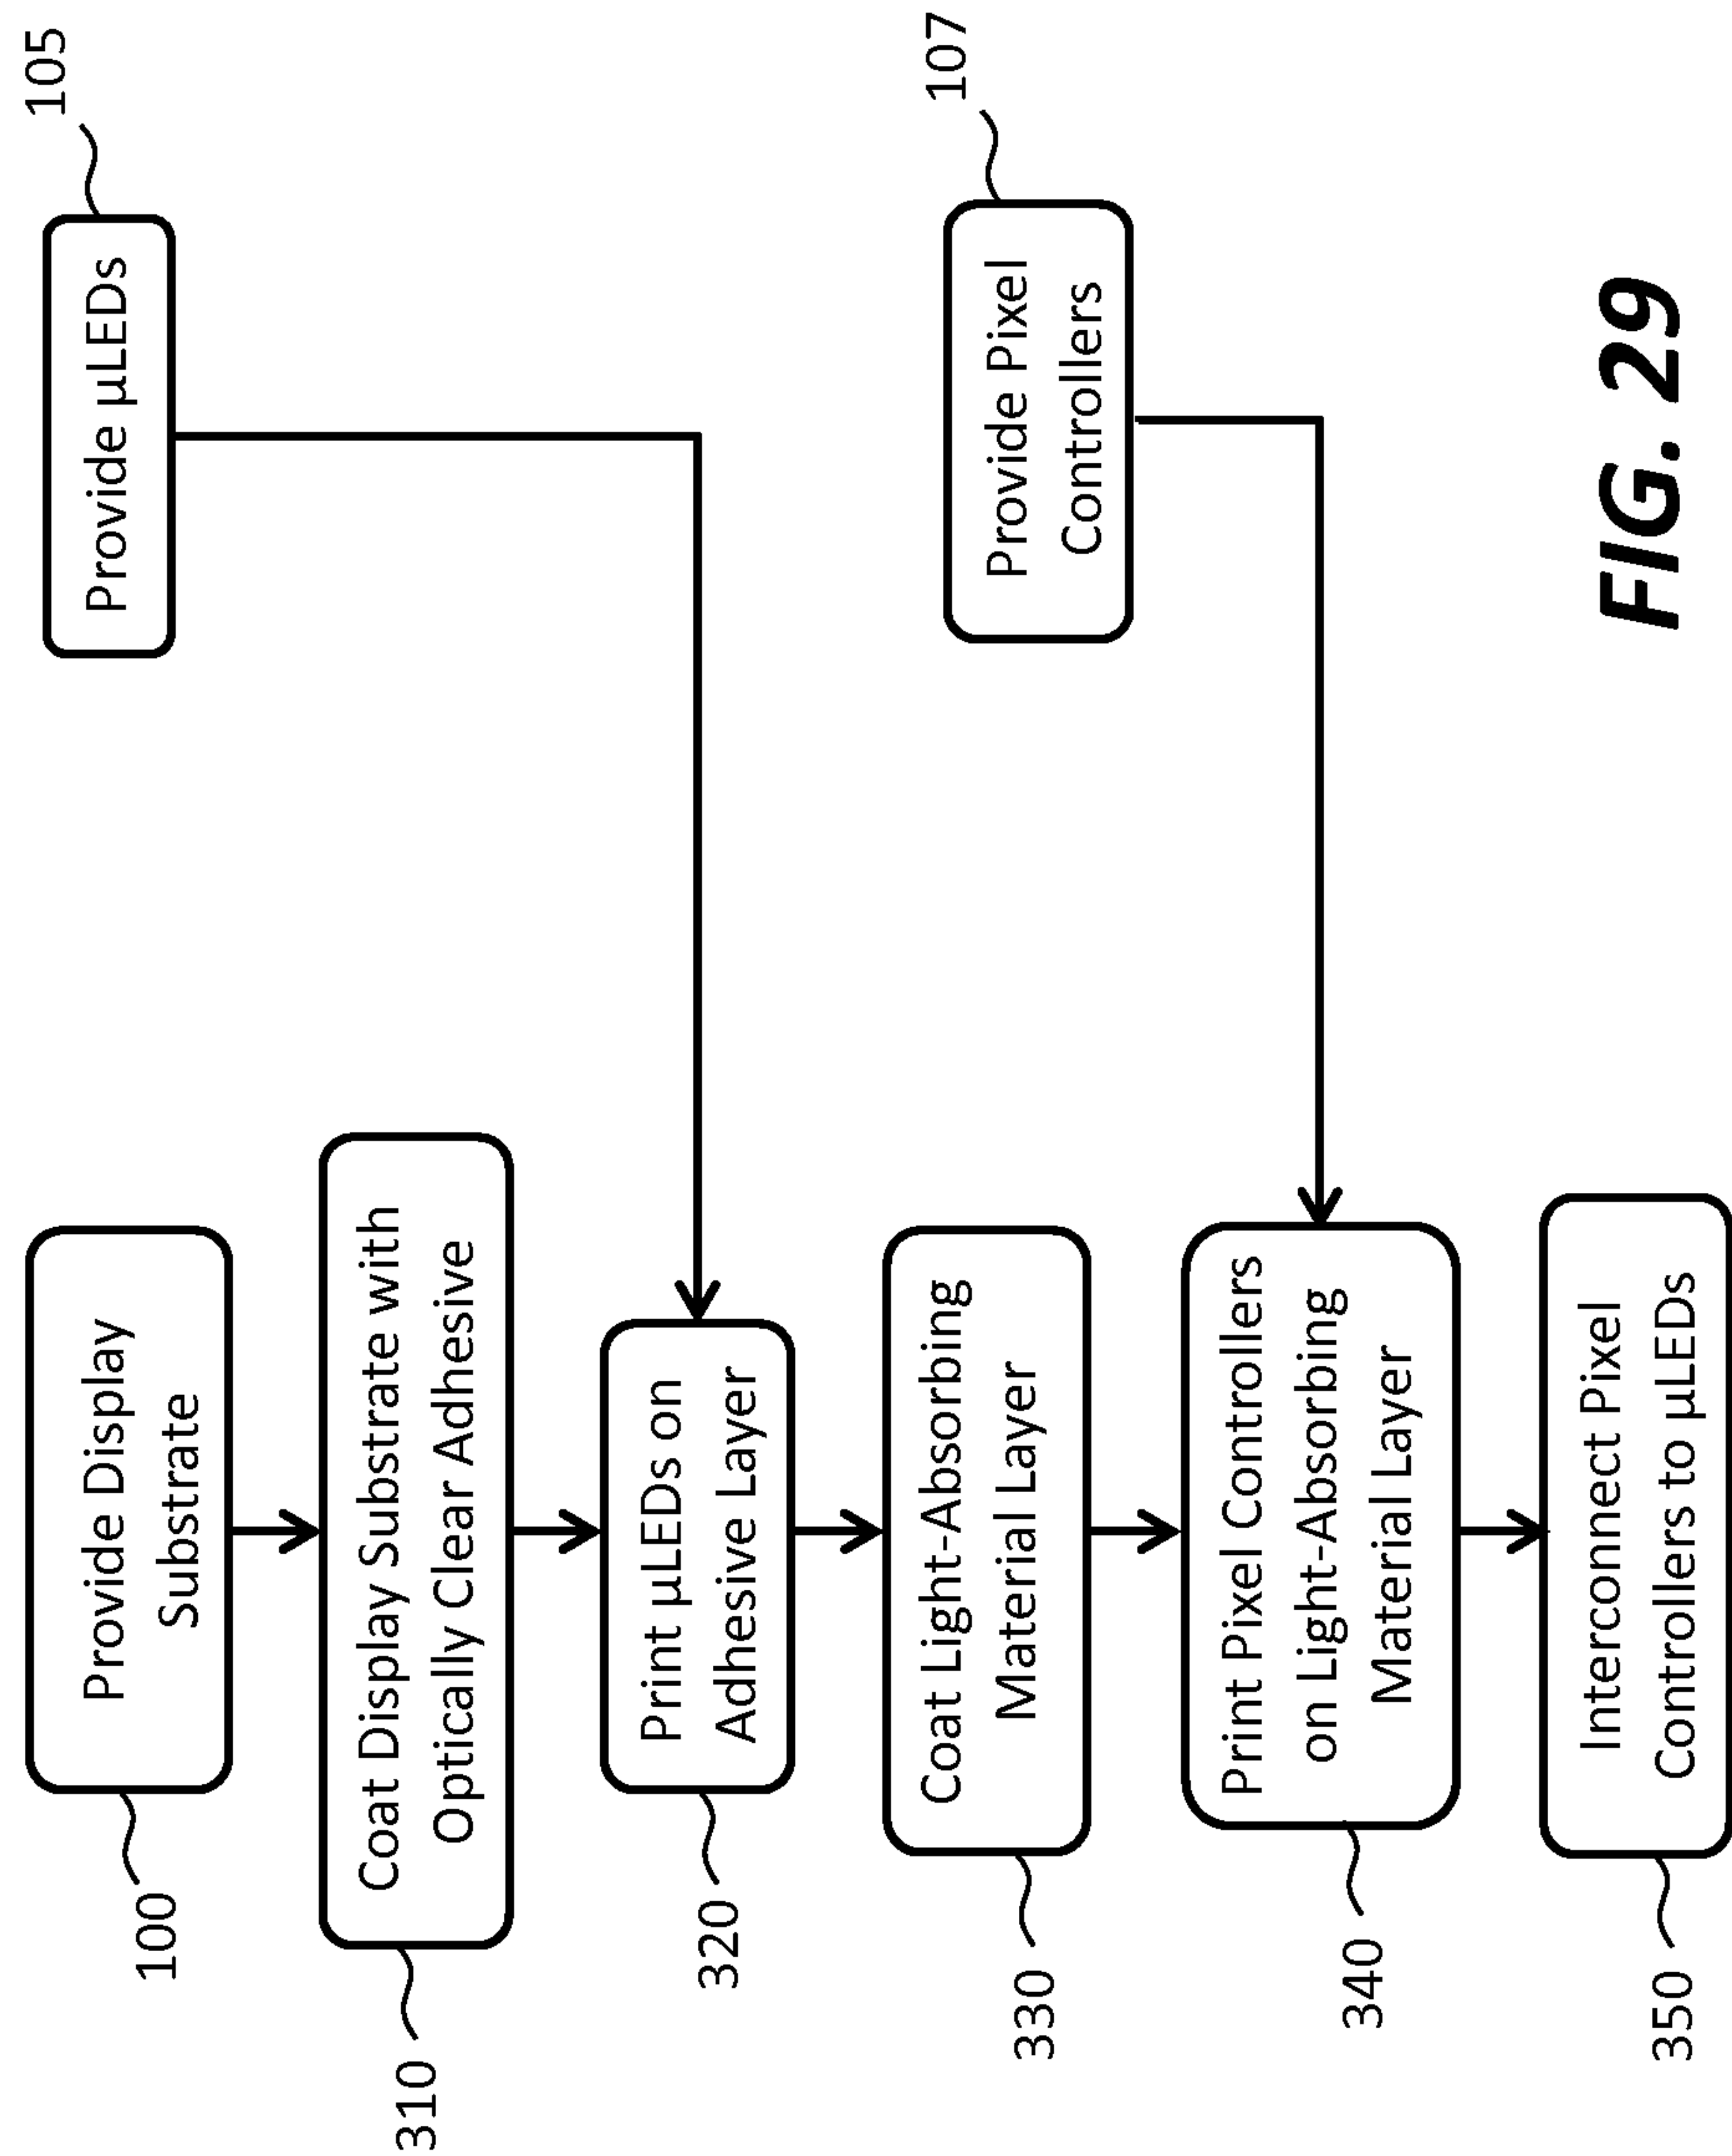 105
Provide µLEDs
100
Provide Display
Substrate
310
Coat Display Substrate with
Optically Clear Adhesive
320
Print µLEDs on
Adhesive Layer
330
Coat Light-Absorbing
Material Layer
107
Provide Pixel
Controllers
340
Print Pixel Controllers
on Light-Absorbing
Material Layer
350
Interconnect Pixel
Controllers to µLEDs
FIG. 29